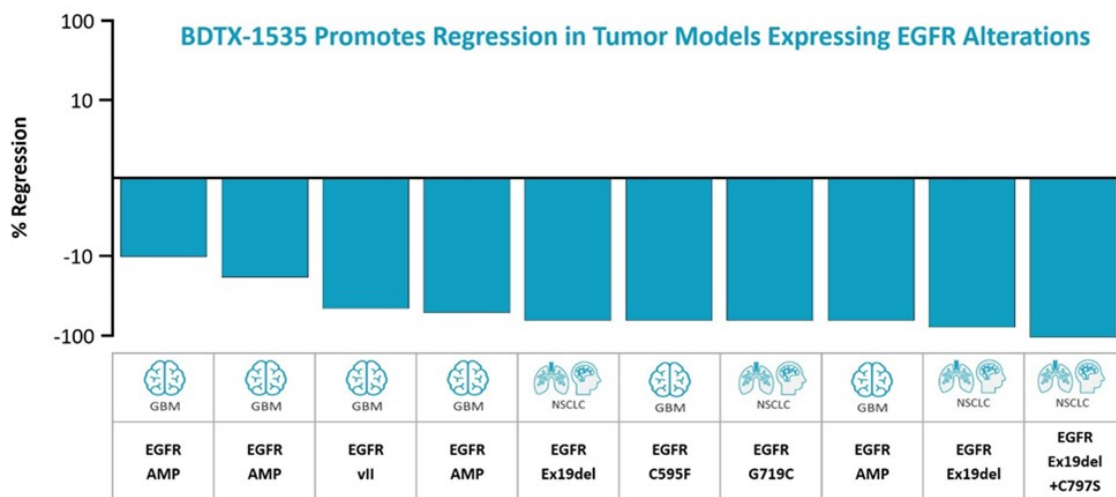 BDTX-1535 Promotes Regression in Tumor Models Expressing EGFR Alterations
% Regression
100
10
-10
-100
GBM
GBM
GBM
GBM
NSCLC
GBM
NSCLC
GBM
NSCLC
NSCLC
EGFR
AMP
EGFR
AMP
EGFR
vII
EGFR
AMP
EGFR
Ex19del
EGFR
C595F
EGFR
G719C
EGFR
AMP
EGFR
Ex19del
EGFR
Ex19del
+C797S